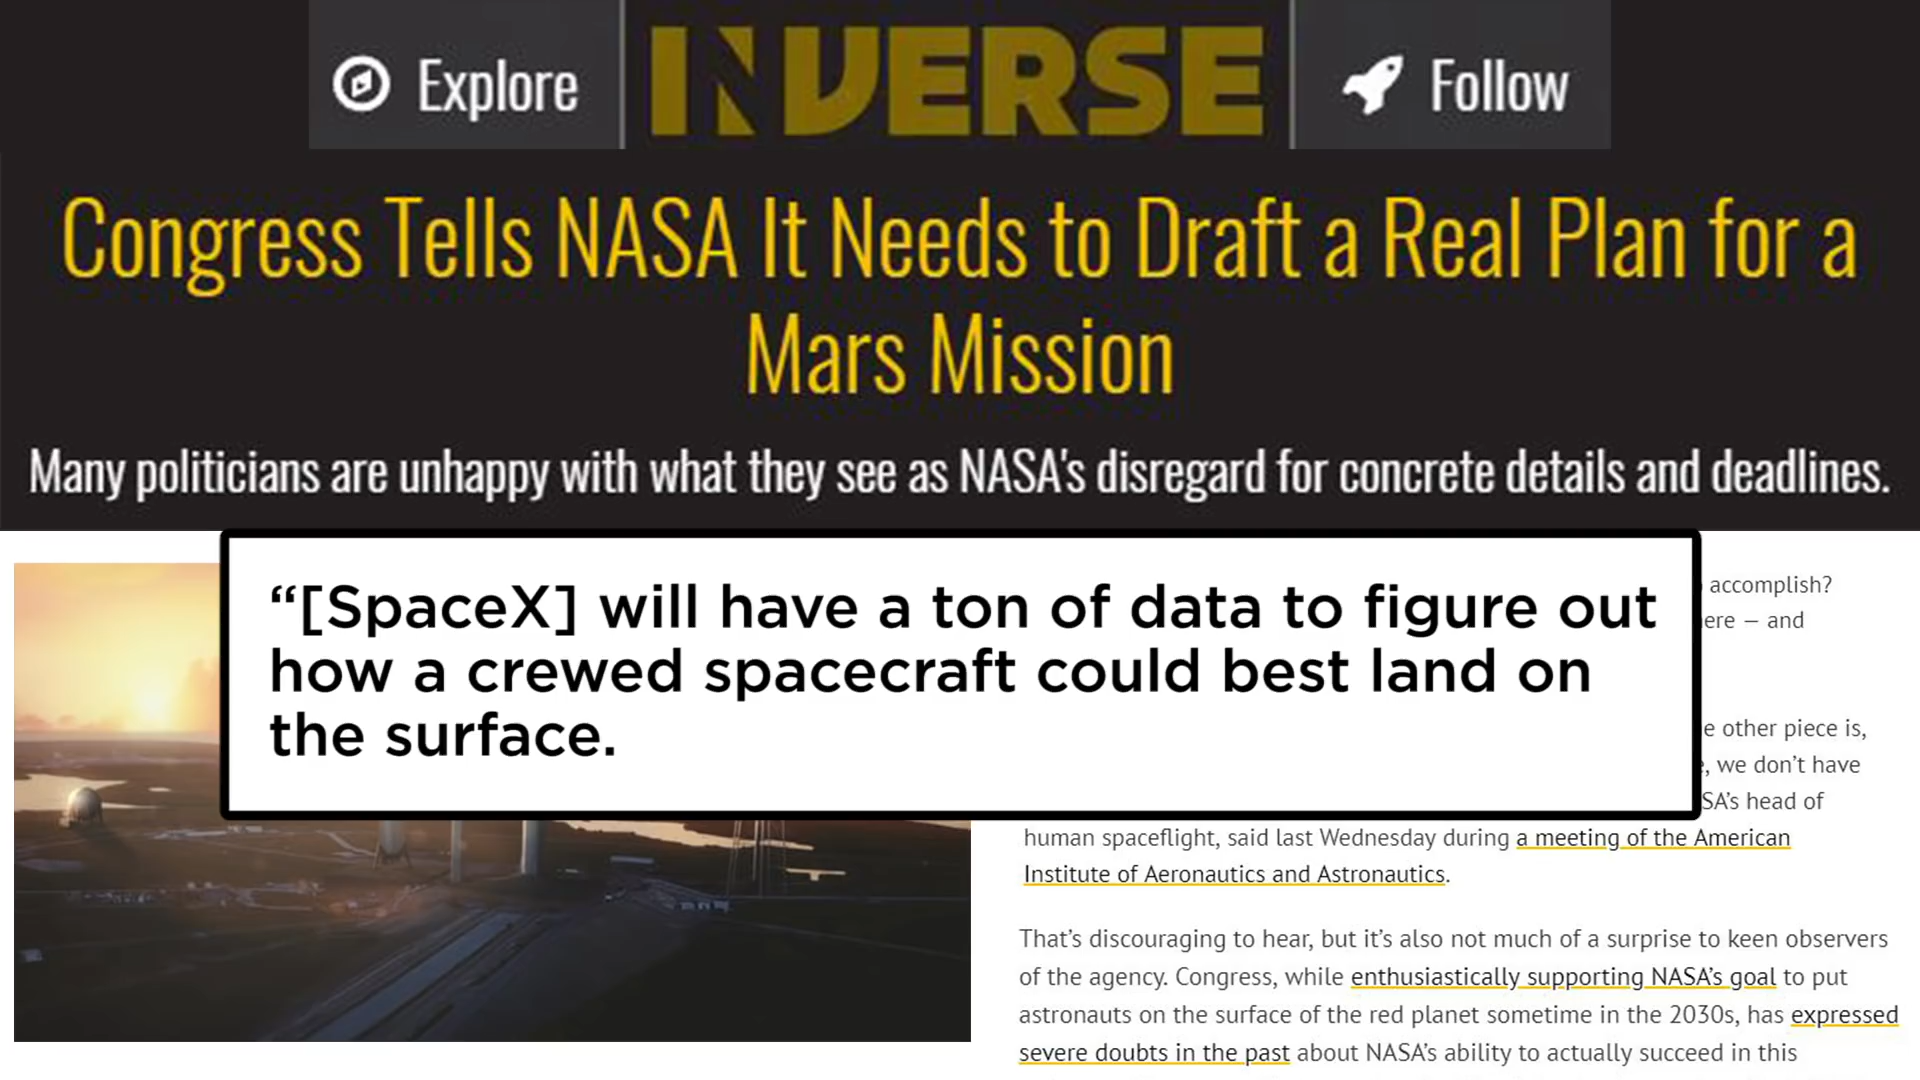 Explore
INVERSE
Follow
Congress Tells NASA It Needs to Draft a Real Plan for a
Mars Mission
Many politicians are unhappy with what they see as NASA's disregard for concrete details and deadlines.
“[SpaceX] will have a ton of data to figure out
how a crewed spacecraft could best land on
the surface.
accomplish?
— and
other piece is,
we don’t have
head of
human spaceflight, said last Wednesday during a meeting of the American
Institute of Aeronautics and Astronautics.
That’s discouraging to hear, but it’s also not much of a surprise to keen observers
of the agency. Congress, while enthusiastically supporting NASA’s goal to put
astronauts on the surface of the red planet sometime in the 2030s, has expressed
severe doubts in the past about NASA’s ability to actually succeed in this